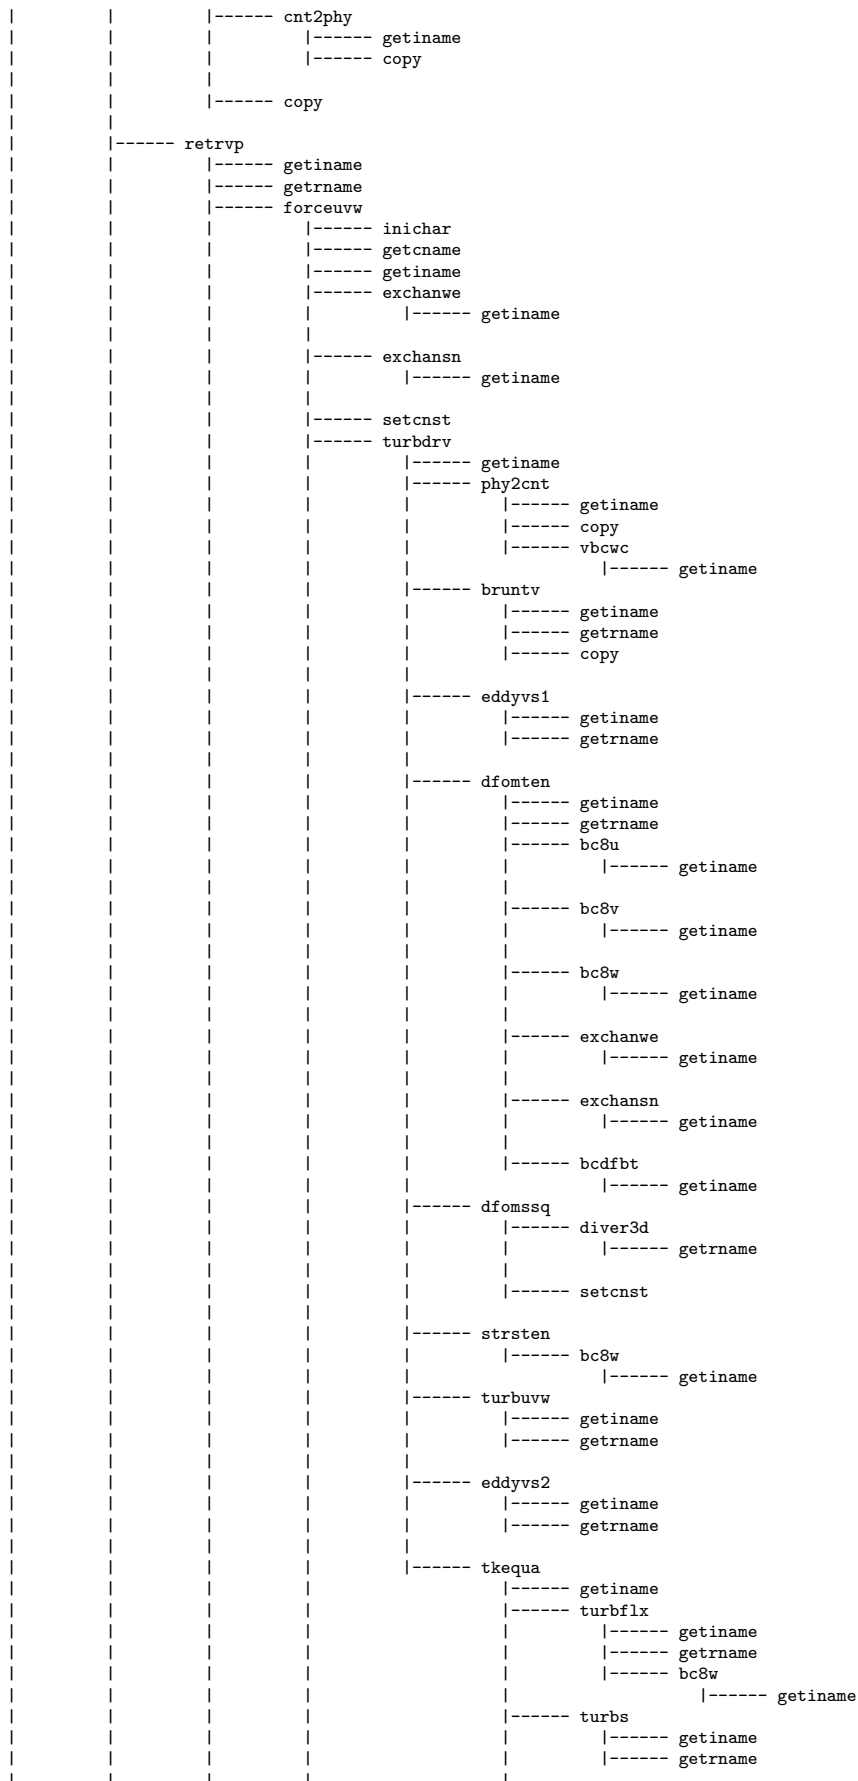 |           |           |------ cnt2phy
|           |           |           |------ getiname
|           |           |           |------ copy
|           |           |
|           |           |------ copy
|           |
|           |------ retrvp
|           |           |------ getiname
|           |           |------ getrname
|           |           |------ forceuvw
|           |           |           |------ inichar
|           |           |           |------ getcname
|           |           |           |------ getiname
|           |           |           |------ exchanwe
|           |           |           |           |------ getiname
|           |           |           |
|           |           |           |------ exchansn
|           |           |           |           |------ getiname
|           |           |           |
|           |           |           |------ setcnst
|           |           |           |------ turbdrv
|           |           |           |           |------ getiname
|           |           |           |           |------ phy2cnt
|           |           |           |           |           |------ getiname
|           |           |           |           |           |------ copy
|           |           |           |           |           |------ vbcwc
|           |           |           |           |                       |------ getiname
|           |           |           |           |------ bruntv
|           |           |           |           |           |------ getiname
|           |           |           |           |           |------ getrname
|           |           |           |           |           |------ copy
|           |           |           |           |
|           |           |           |           |------ eddyvs1
|           |           |           |           |           |------ getiname
|           |           |           |           |           |------ getrname
|           |           |           |           |
|           |           |           |           |------ dfomten
|           |           |           |           |           |------ getiname
|           |           |           |           |           |------ getrname
|           |           |           |           |           |------ bc8u
|           |           |           |           |           |           |------ getiname
|           |           |           |           |           |
|           |           |           |           |           |------ bc8v
|           |           |           |           |           |           |------ getiname
|           |           |           |           |           |
|           |           |           |           |           |------ bc8w
|           |           |           |           |           |           |------ getiname
|           |           |           |           |           |
|           |           |           |           |           |------ exchanwe
|           |           |           |           |           |           |------ getiname
|           |           |           |           |           |
|           |           |           |           |           |------ exchansn
|           |           |           |           |           |           |------ getiname
|           |           |           |           |           |
|           |           |           |           |           |------ bcdfbt
|           |           |           |           |                       |------ getiname
|           |           |           |           |------ dfomssq
|           |           |           |           |           |------ diver3d
|           |           |           |           |           |           |------ getrname
|           |           |           |           |           |
|           |           |           |           |           |------ setcnst
|           |           |           |           |
|           |           |           |           |------ strsten
|           |           |           |           |           |------ bc8w
|           |           |           |           |                       |------ getiname
|           |           |           |           |------ turbuvw
|           |           |           |           |           |------ getiname
|           |           |           |           |           |------ getrname
|           |           |           |           |
|           |           |           |           |------ eddyvs2
|           |           |           |           |           |------ getiname
|           |           |           |           |           |------ getrname
|           |           |           |           |
|           |           |           |           |------ tkequa
|           |           |           |                       |------ getiname
|           |           |           |                       |------ turbflx
|           |           |           |                       |           |------ getiname
|           |           |           |                       |           |------ getrname
|           |           |           |                       |           |------ bc8w
|           |           |           |                       |                       |------ getiname
|           |           |           |                       |------ turbs
|           |           |           |                       |           |------ getiname
|           |           |           |                       |           |------ getrname
|           |           |           |                       |